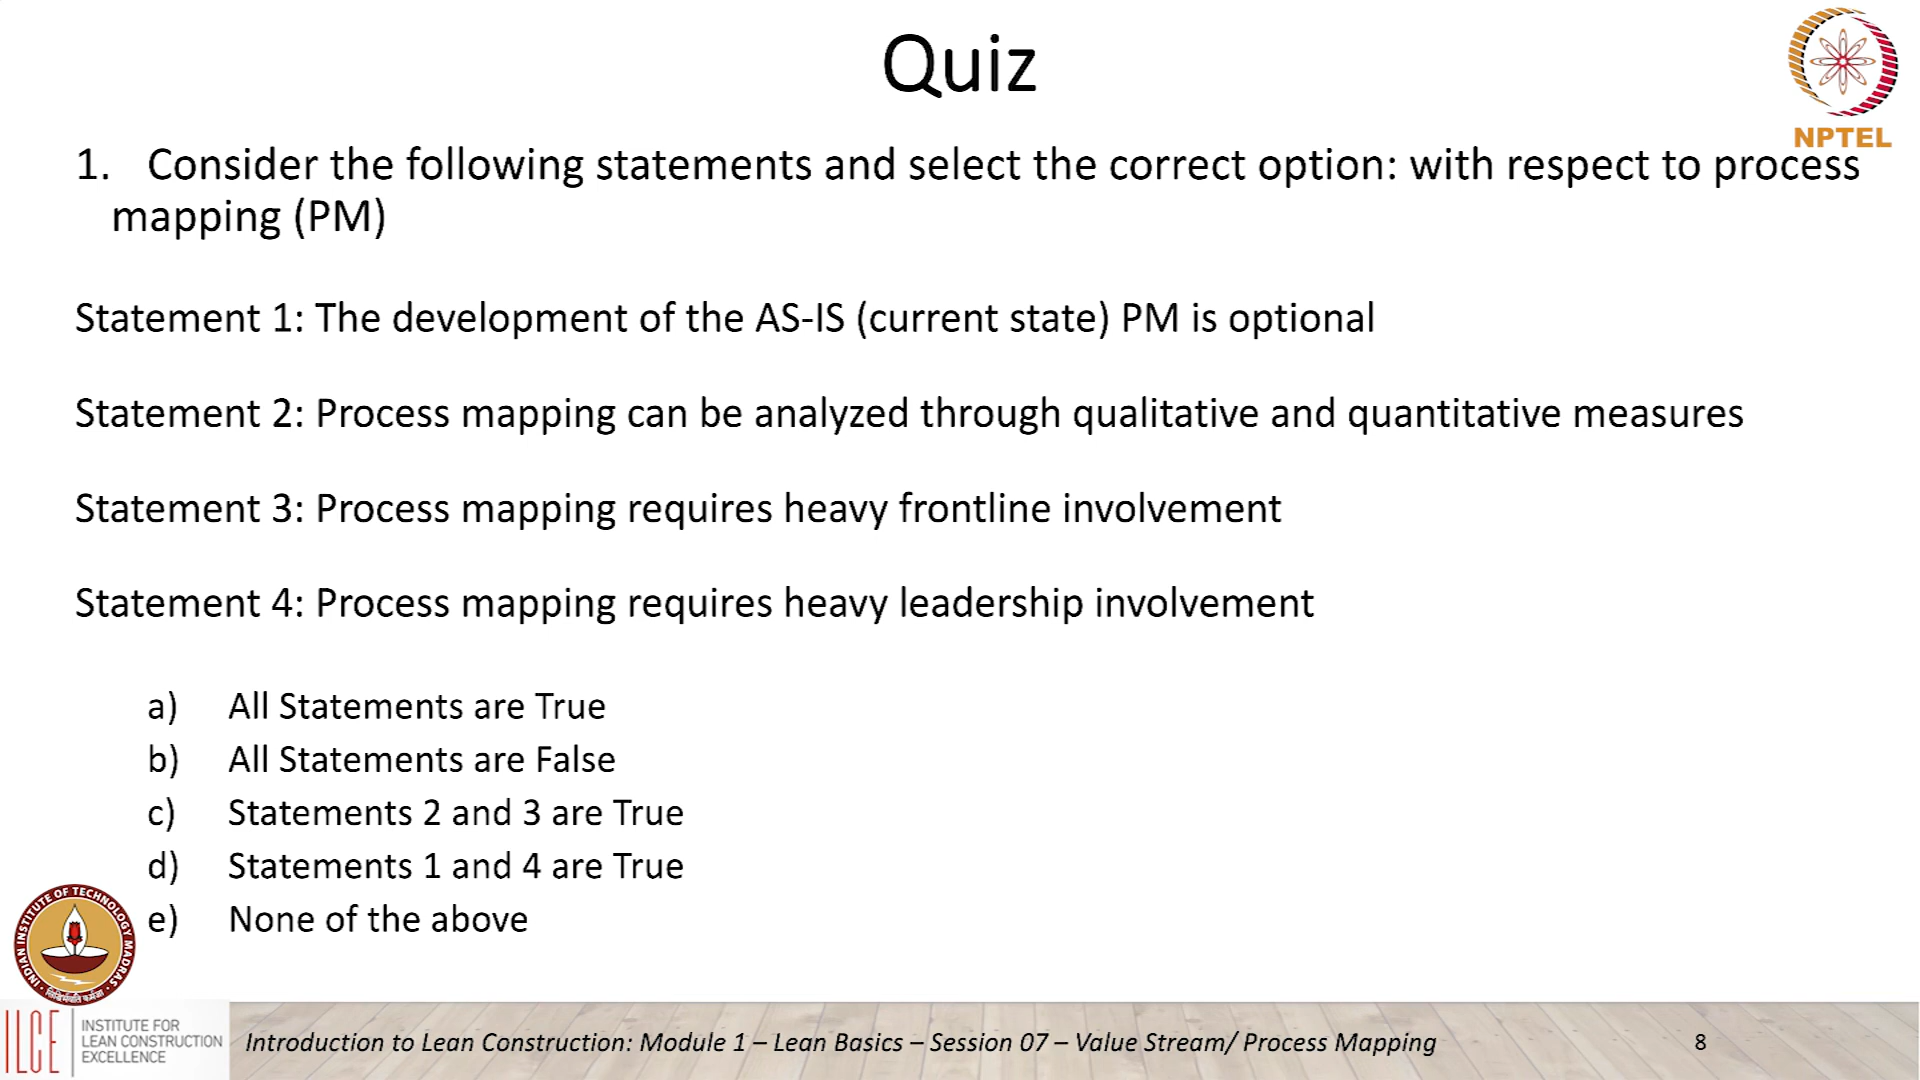 Quiz
NPTEL
1. Consider the following statements and select the correct option: with respect to process
mapping (PM)
Statement 1: The development of the AS-IS (current state) PM is optional
Statement 2: Process mapping can be analyzed through qualitative and quantitative measures
Statement 3: Process mapping requires heavy frontline involvement
Statement 4: Process mapping requires heavy leadership involvement
a) All Statements are True
b) All Statements are False
c) Statements 2 and 3 are True
d) Statements 1 and 4 are True
e) None of the above
INDIAN INSTITUTE OF TECHNOLOGY MADRAS
ILCE
INSTITUTE FOR
LEAN CONSTRUCTION
EXCELLENCE
Introduction to Lean Construction: Module 1 – Lean Basics – Session 07 – Value Stream/ Process Mapping
8